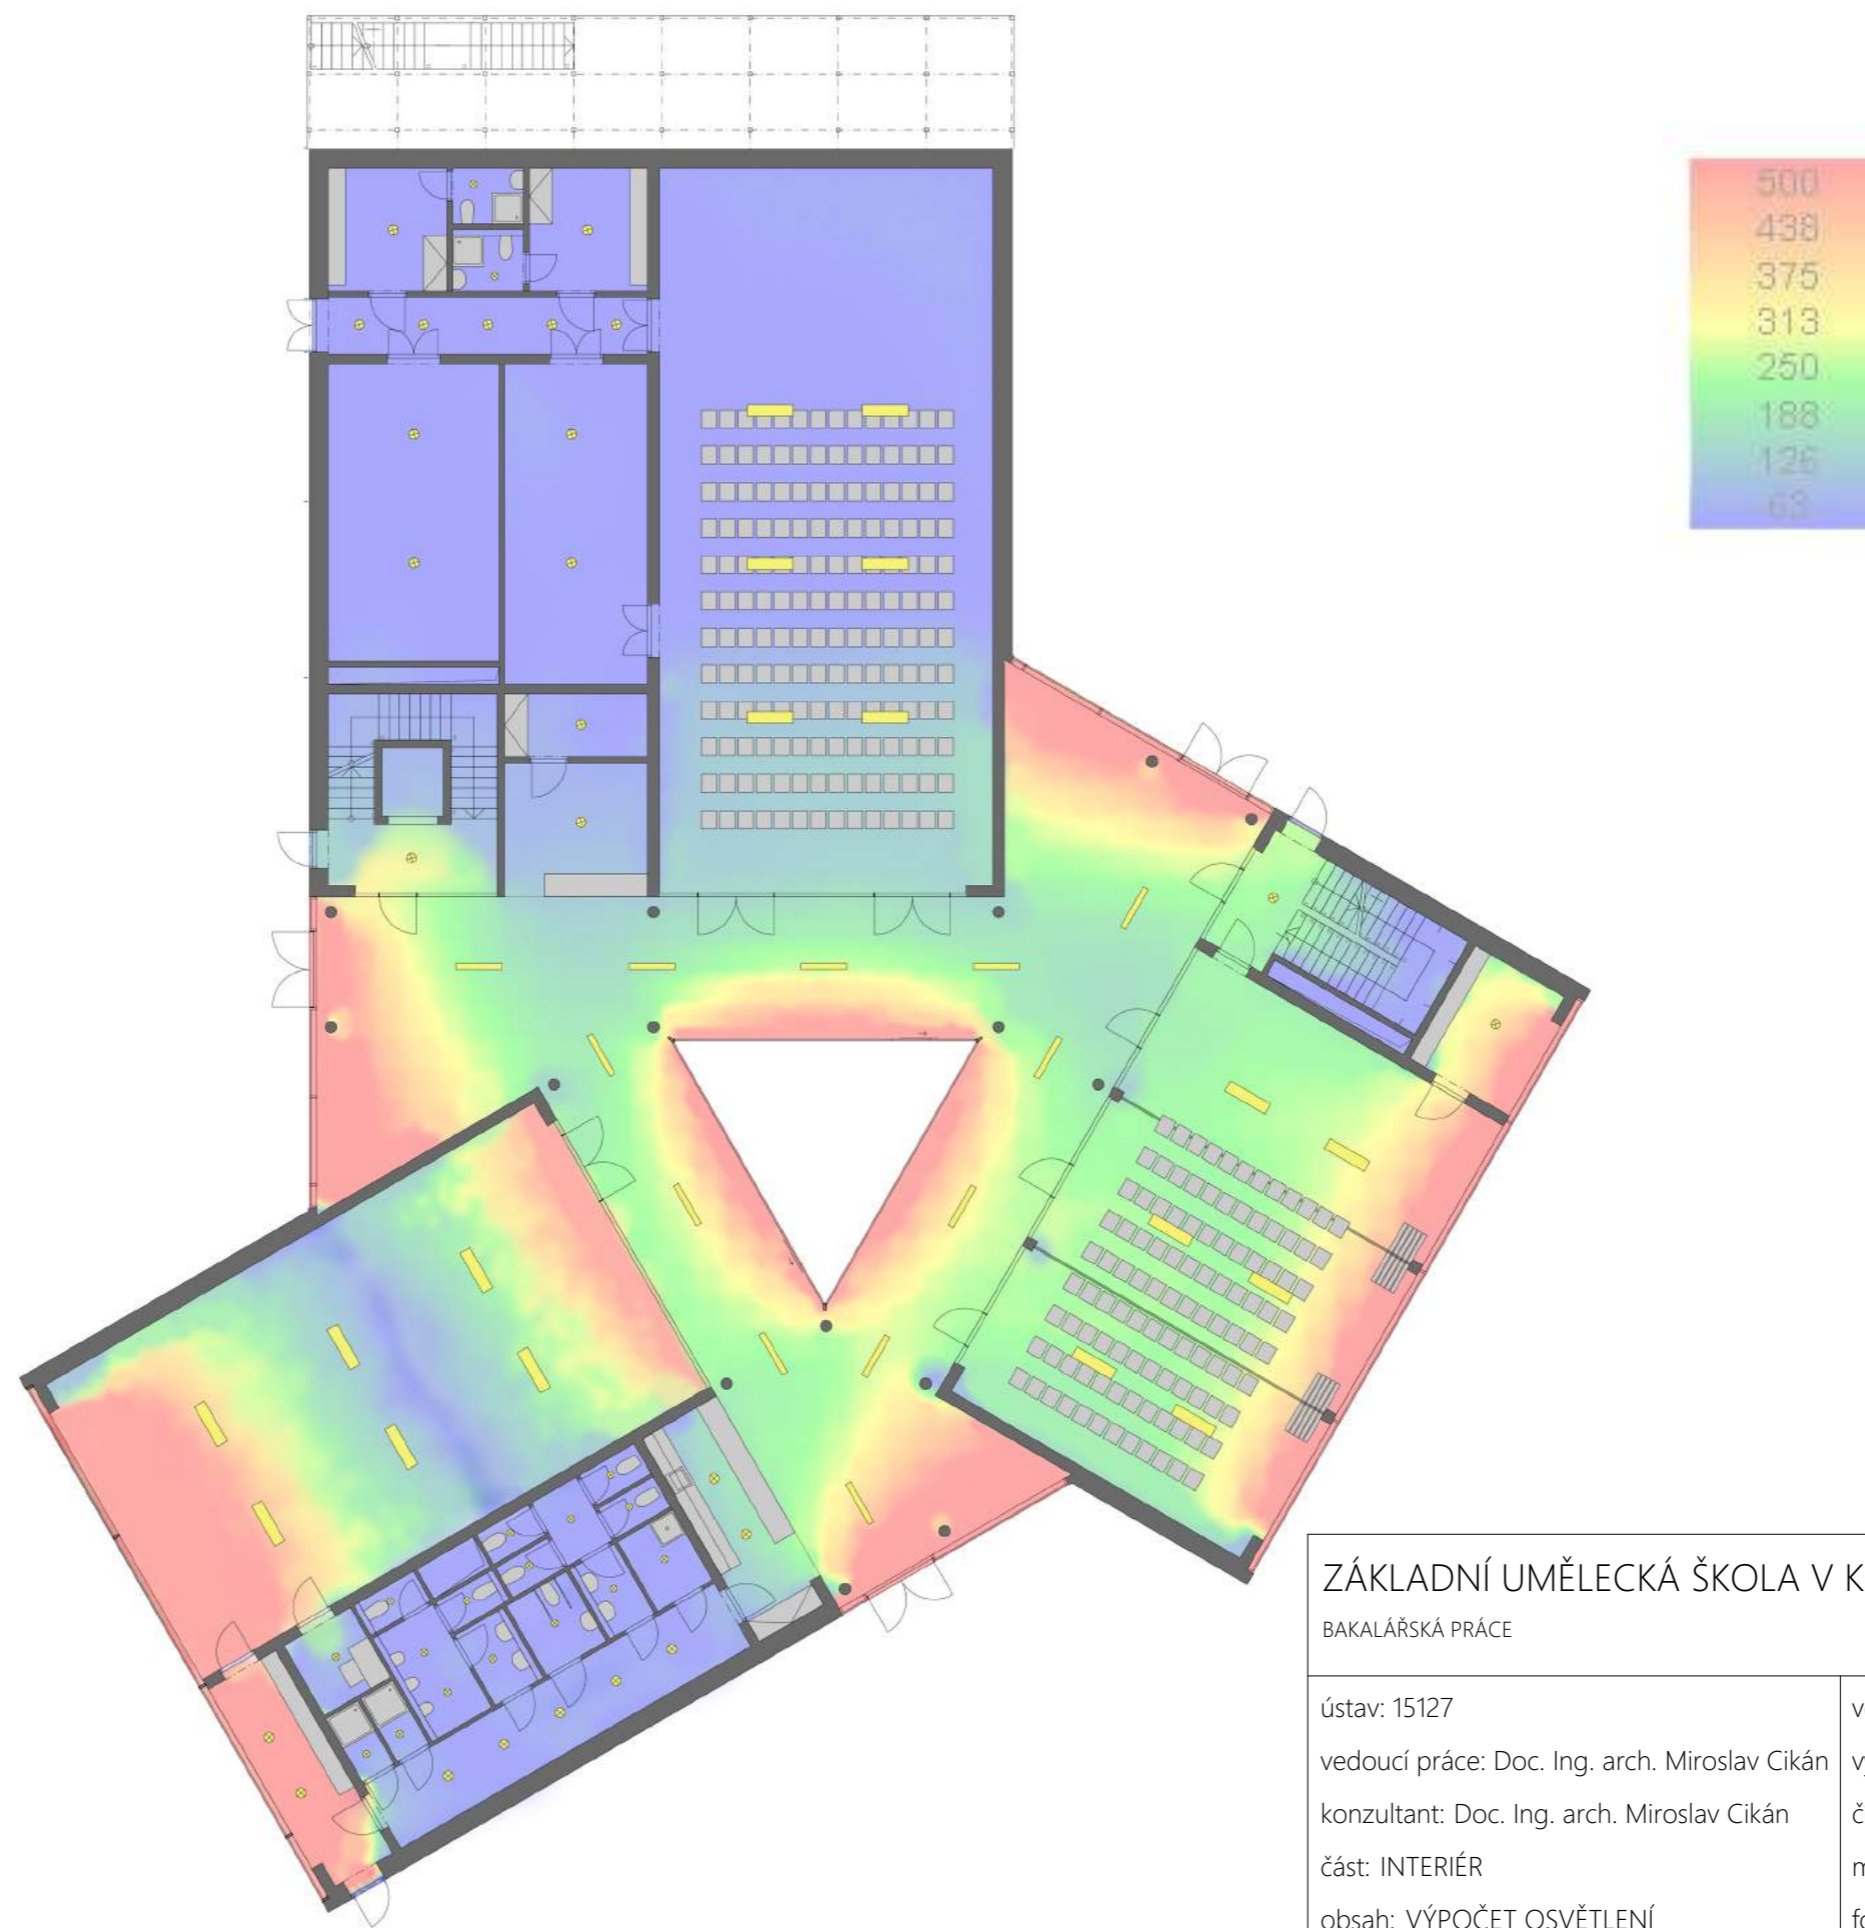 500
438
375
313
250
188
126
63
ZÁKLADNÍ UMĚLECKÁ ŠKOLA V K
BAKALÁŘSKÁ PRÁCE
ústav: 15127
vedoucí práce: Doc. Ing. arch. Miroslav Cikán
konzultant: Doc. Ing. arch. Miroslav Cikán
část: INTERIÉR
obsah: VÝPOČET OSVĚTLENÍ